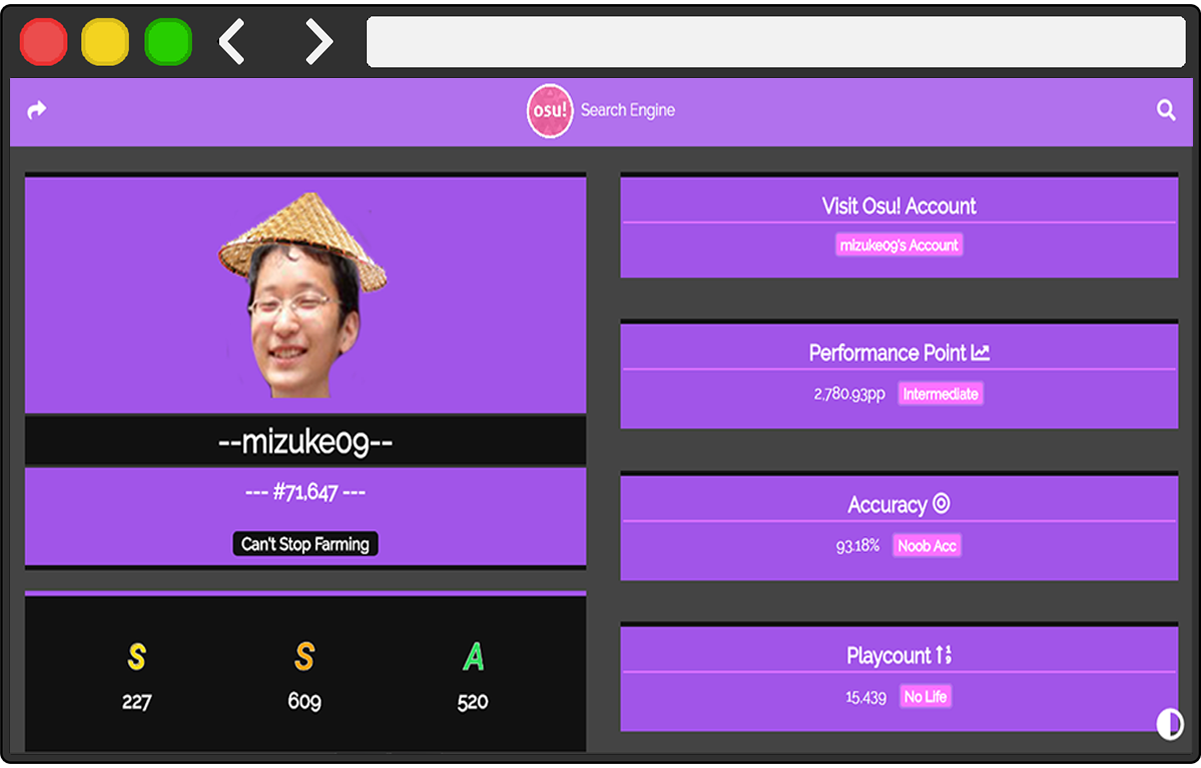 osu! Search Engine
--mizuke09--
--- #71,647 ---
Can't Stop Farming
S S A
227 609 520
Visit Osu! Account
mizuke09's Account
Performance Point
2,780.93pp Intermediate
Accuracy
93.18% Noob Acc
Playcount
15,439 No Life